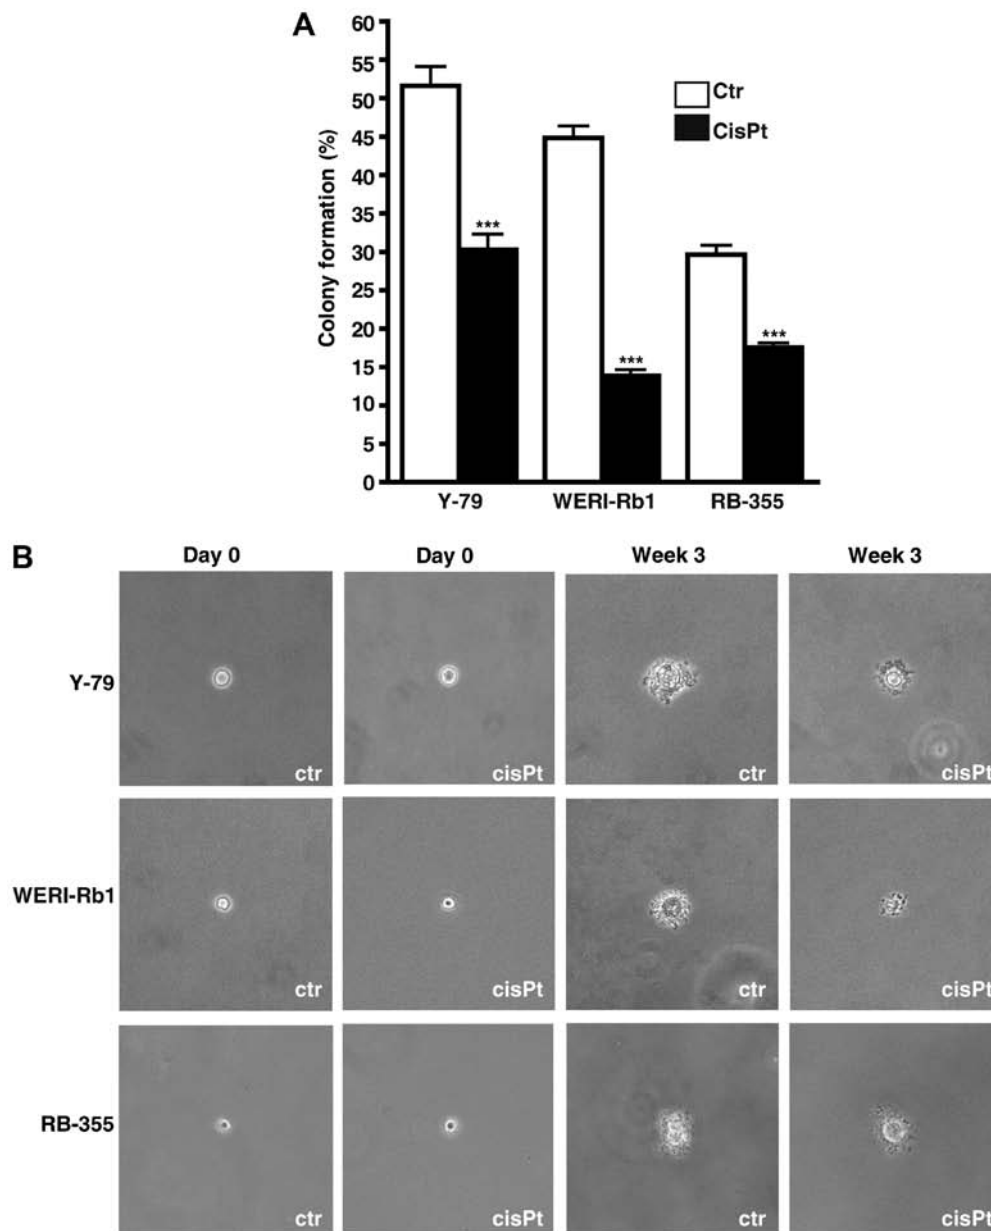 A
60
55
50
45
40
35
30
25
20
15
10
5
0
Colony formation (%)
Ctr
CisPt
***
***
***
Y-79 WERI-Rb1 RB-355
B
Day 0 Day 0 Week 3 Week 3
Y-79
ctr cisPt ctr cisPt
WERI-Rb1
ctr cisPt ctr cisPt
RB-355
ctr cisPt ctr cisPt